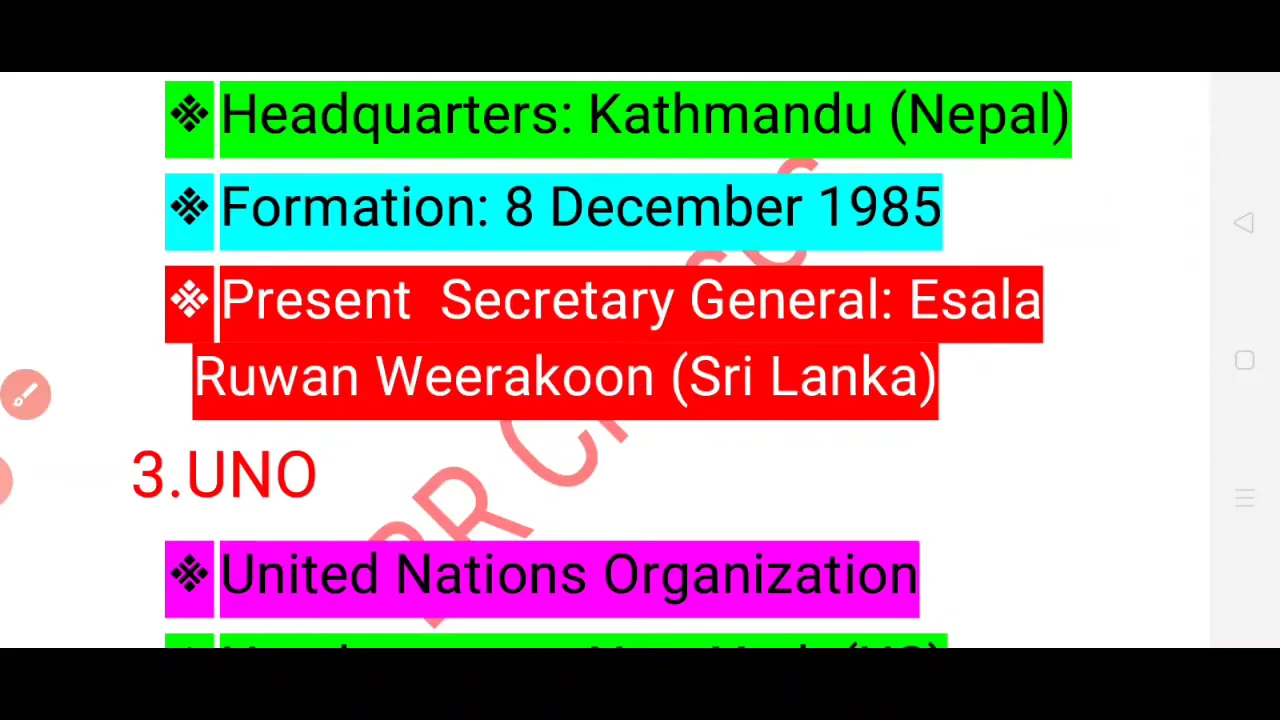 ❖ Headquarters: Kathmandu (Nepal)
❖ Formation: 8 December 1985
❖ Present Secretary General: Esala
Ruwan Weerakoon (Sri Lanka)
3.UNO
❖ United Nations Organization